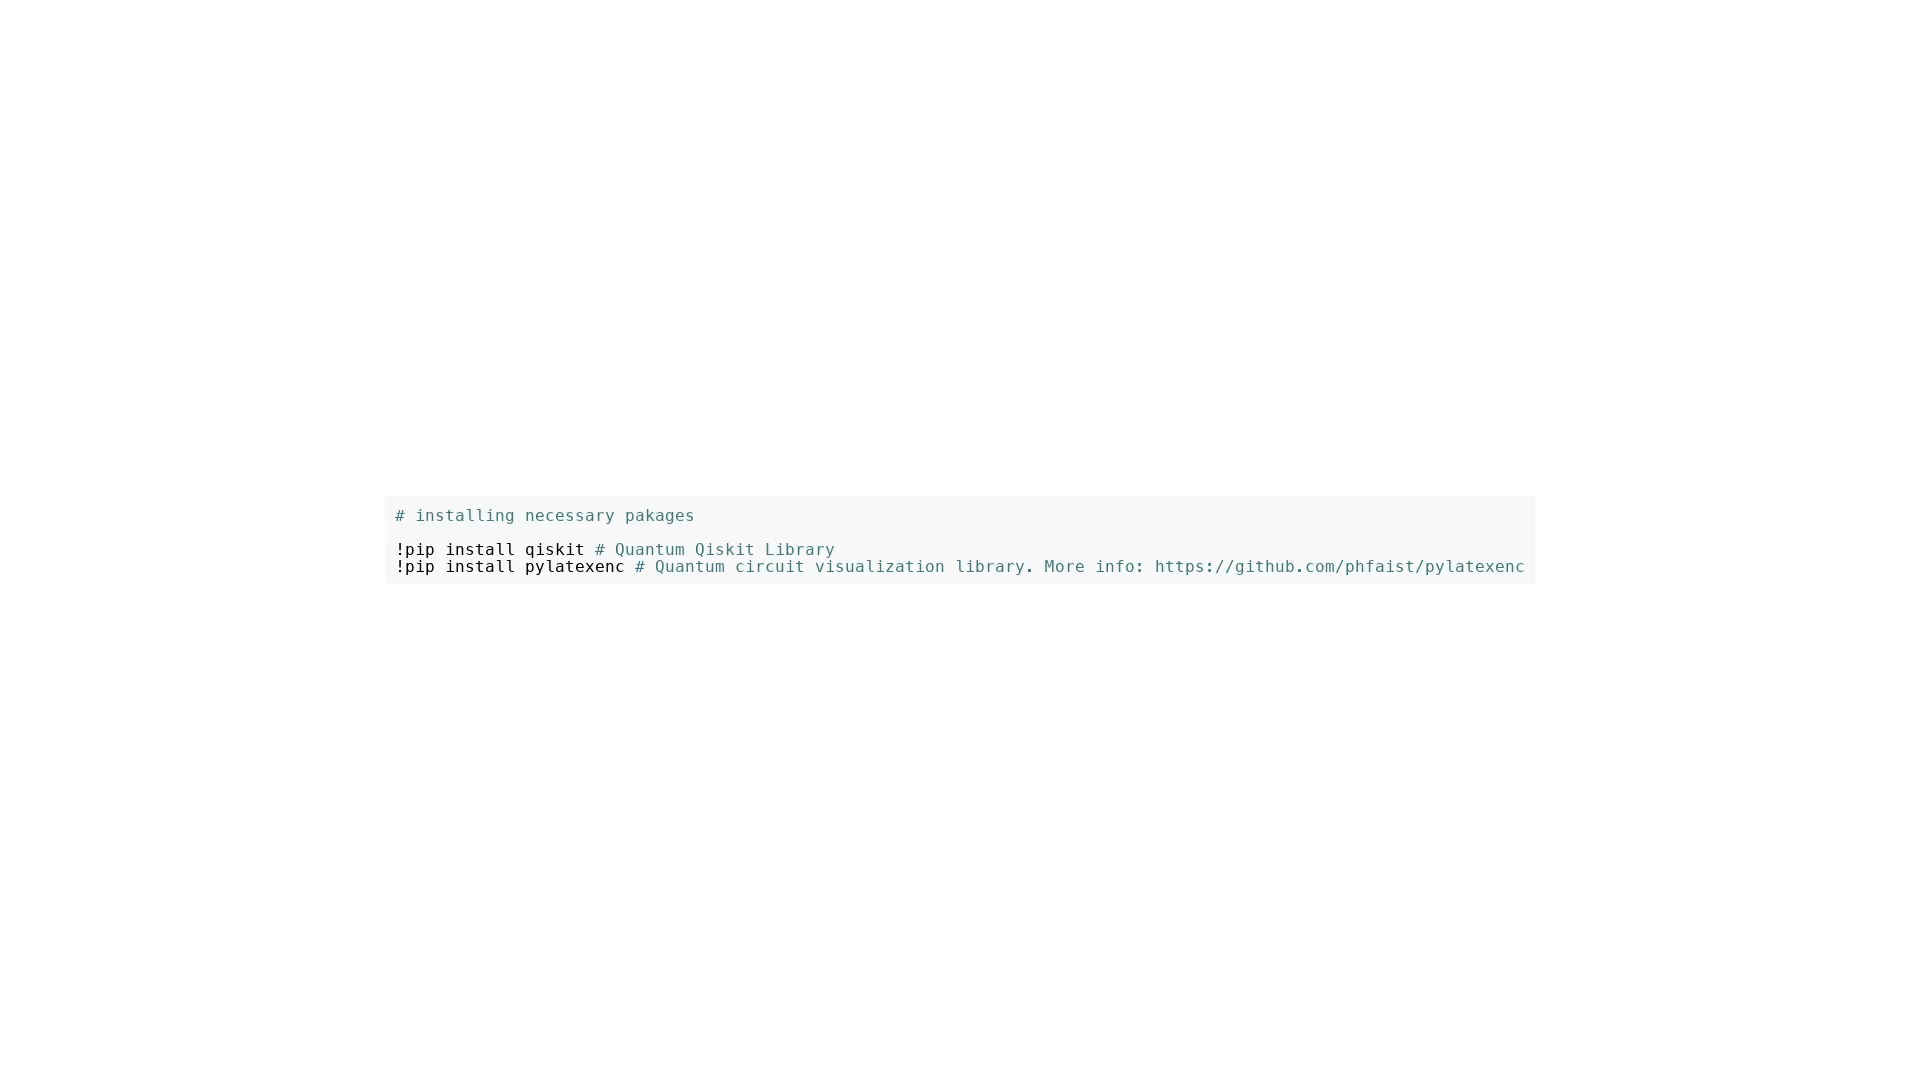 # installing necessary pakages
!pip install qiskit # Quantum Qiskit Library
!pip install pylatexenc # Quantum circuit visualization library. More info: https://github.com/phfaist/pylatexenc